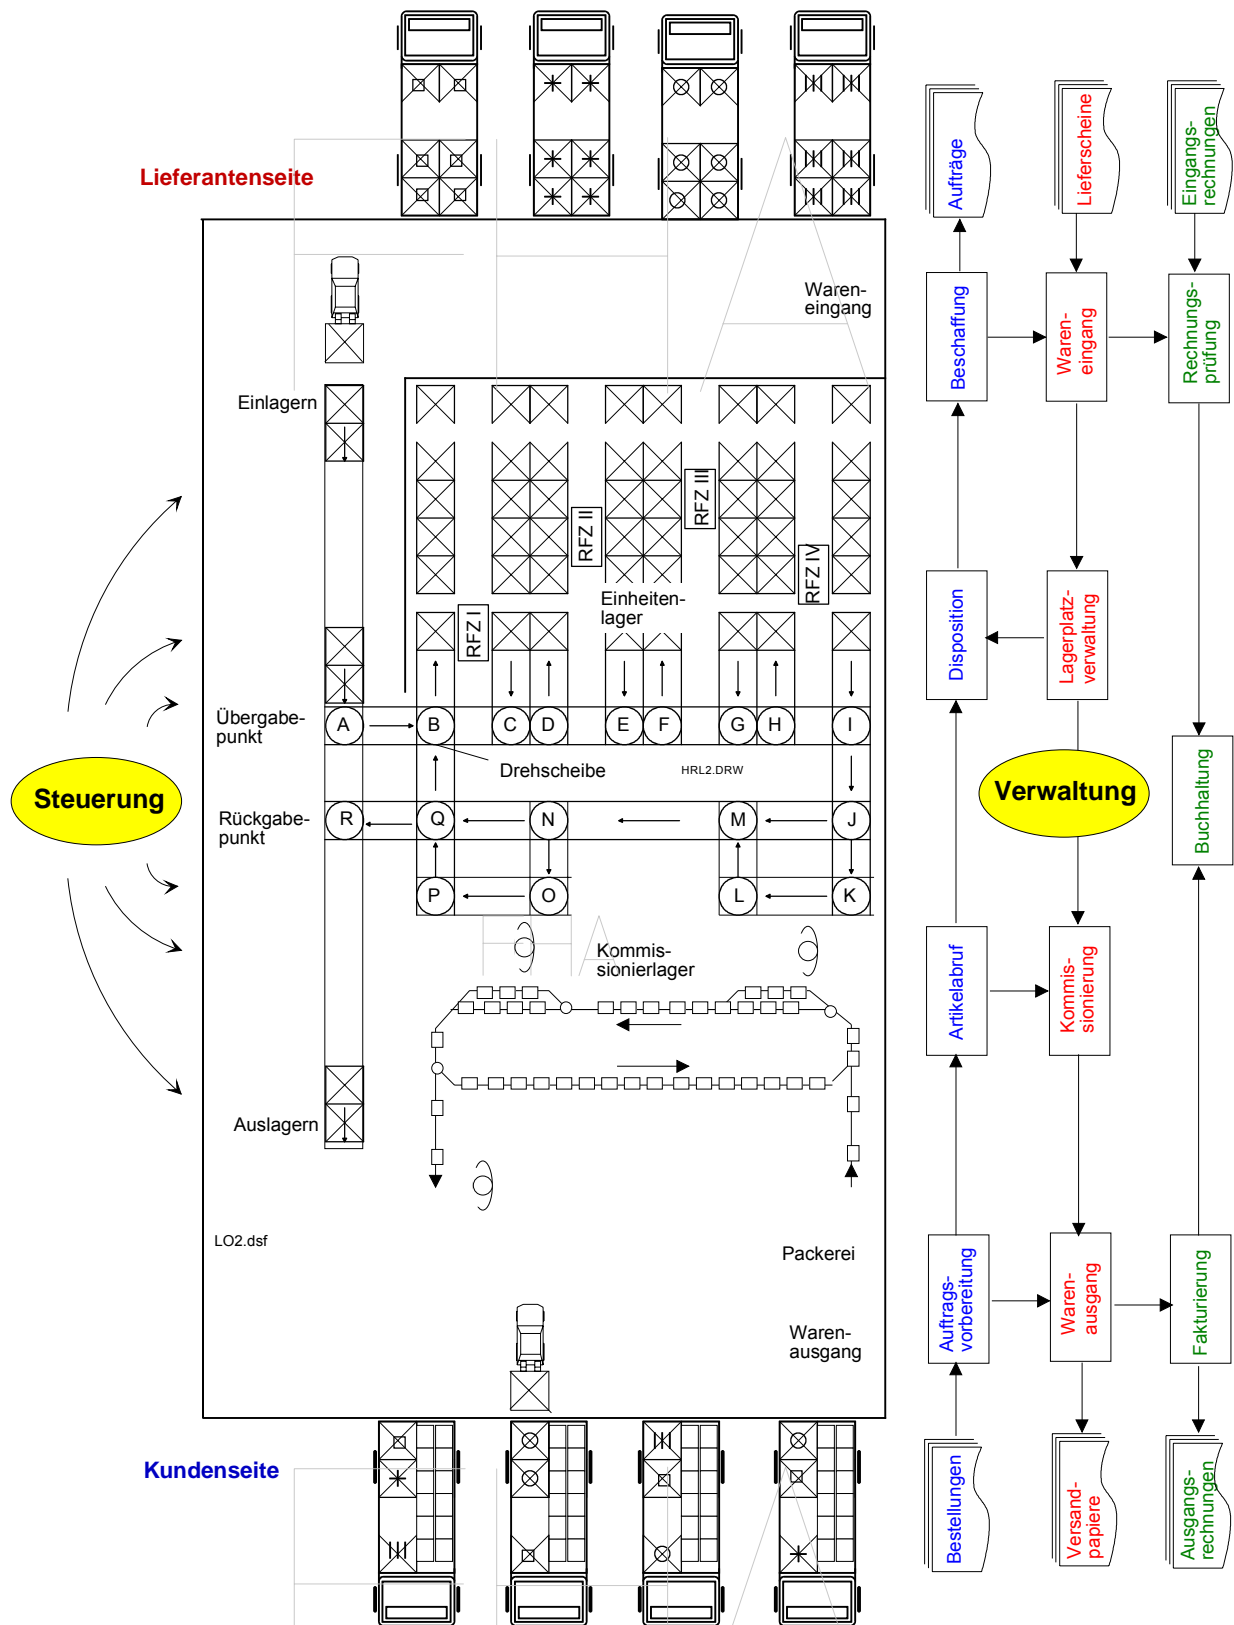 Lieferantenseite
Waren-
eingang
Einlagern
RFZ III
RFZ II
RFZ IV
RFZ I
Einheiten-
lager
Übergabe-
punkt
A
B
C
D
E
F
G
H
I
Drehscheibe
HRL2.DRW
Steuerung
Rückgabe-
punkt
R
Q
N
M
J
P
O
L
K
Kommis-
sionierlager
Auslagern
LO2.dsf
Packerei
Waren-
ausgang
Kundenseite
Aufträge
Lieferscheine
Eingangs-
rechnungen
Beschaffung
Waren-
eingang
Rechnungs-
prüfung
Disposition
Lagerplatz-
verwaltung
Verwaltung
Buchhaltung
Artikelabruf
Kommis-
sionierung
Auftrags-
vorbereitung
Waren-
ausgang
Fakturierung
Bestellungen
Versand-
papiere
Ausgangs-
rechnungen